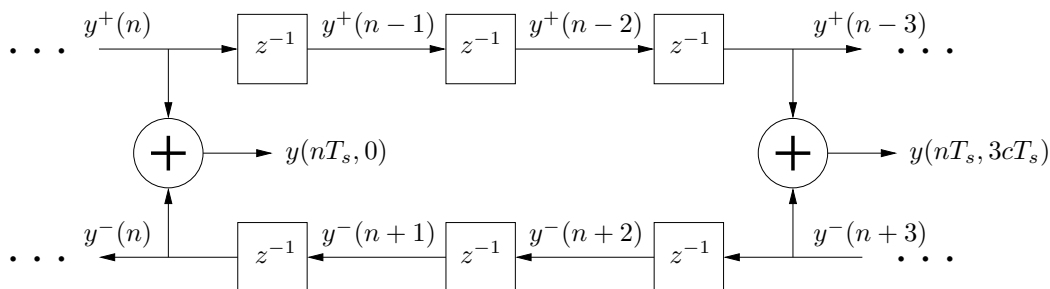 · · · y⁺(n) z⁻¹ y⁺(n − 1) z⁻¹ y⁺(n − 2) z⁻¹ y⁺(n − 3) · · ·
+ y(nTₛ, 0) + y(nTₛ, 3cTₛ)
· · · y⁻(n) z⁻¹ y⁻(n + 1) z⁻¹ y⁻(n + 2) z⁻¹ y⁻(n + 3) · · ·